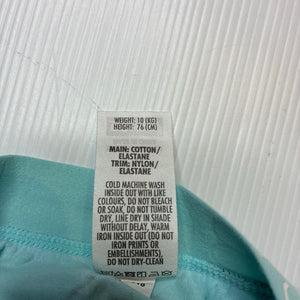 WEIGHT: 10 (KG)
HEIGHT: 76 (CM)
MAIN: COTTON/
ELASTANE
TRIM: NYLON/
ELASTANE
COLD MACHINE WASH
INSIDE OUT WITH LIKE
COLOURS, DO NOT BLEACH
OR SOAK, DO NOT TUMBLE
DRY, LINE DRY IN SHADE
WITHOUT DELAY, WARM
IRON INSIDE OUT (DO NOT
IRON PRINTS OR
EMBELLISHMENTS),
DO NOT DRY-CLEAN